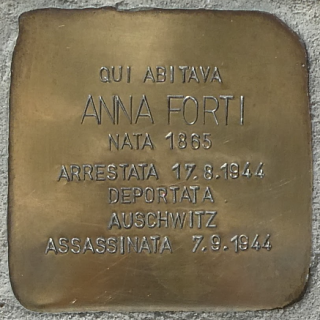 QUI ABITAVA
ANNA FORTI
NATA 1865
ARRESTATA 17.8.1944
DEPORTATA
AUSCHWITZ
ASSASSINATA 7.9.1944